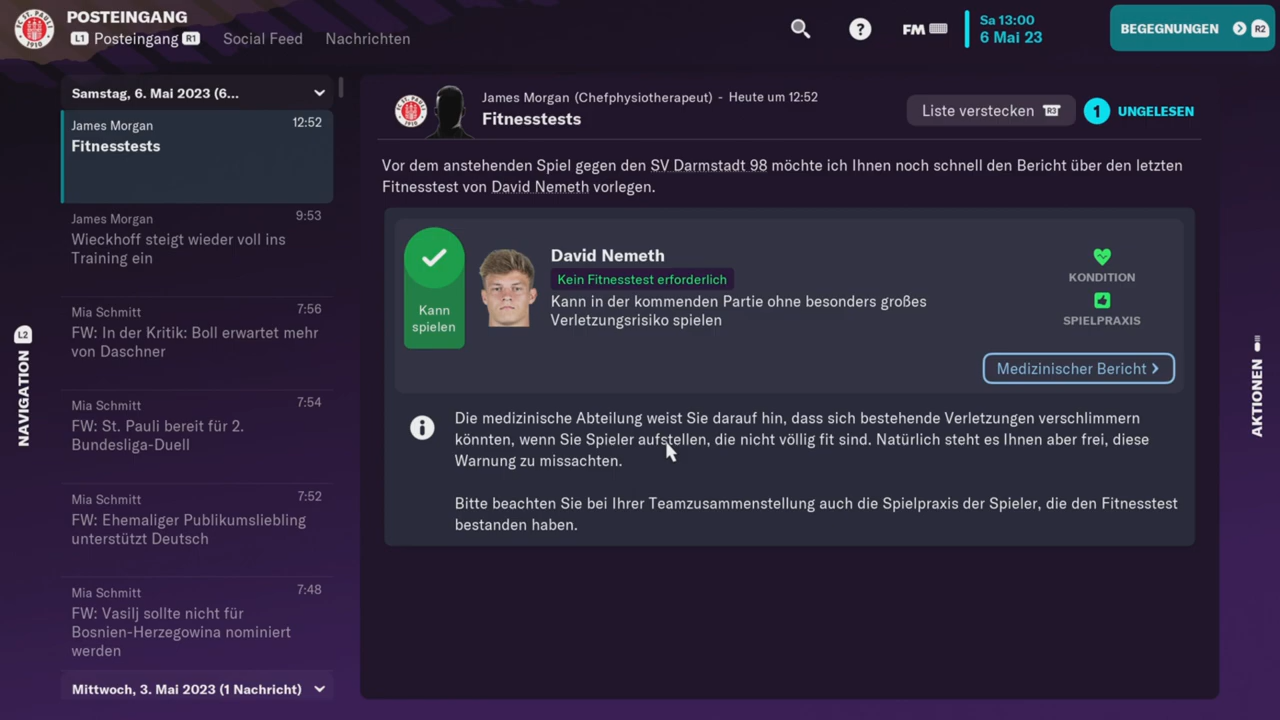 POSTEINGANG
L1 Posteingang R1 Social Feed Nachrichten
FM
Sa 13:00
6 Mai 23
BEGEGNUNGEN R2
Samstag, 6. Mai 2023 (6...
James Morgan 12:52
Fitnesstests
James Morgan 9:53
Wieckhoff steigt wieder voll ins
Training ein
Mia Schmitt 7:56
FW: In der Kritik: Boll erwartet mehr
von Daschner
Mia Schmitt 7:54
FW: St. Pauli bereit für 2.
Bundesliga-Duell
Mia Schmitt 7:52
FW: Ehemaliger Publikumsliebling
unterstützt Deutsch
Mia Schmitt 7:48
FW: Vasilj sollte nicht für
Bosnien-Herzegowina nominiert
werden
Mittwoch, 3. Mai 2023 (1 Nachricht)
L2
NAVIGATION
James Morgan (Chefphysiotherapeut) - Heute um 12:52
Fitnesstests
Liste verstecken R3
1 UNGELESEN
Vor dem anstehenden Spiel gegen den SV Darmstadt 98 möchte ich Ihnen noch schnell den Bericht über den letzten
Fitnesstest von David Nemeth vorlegen.
Kann
spielen
David Nemeth
Kein Fitnesstest erforderlich
Kann in der kommenden Partie ohne besonders großes
Verletzungsrisiko spielen
KONDITION
SPIELPRAXIS
Medizinischer Bericht
Die medizinische Abteilung weist Sie darauf hin, dass sich bestehende Verletzungen verschlimmern
könnten, wenn Sie Spieler aufstellen, die nicht völlig fit sind. Natürlich steht es Ihnen aber frei, diese
Warnung zu missachten.
Bitte beachten Sie bei Ihrer Teamzusammenstellung auch die Spielpraxis der Spieler, die den Fitnesstest
bestanden haben.
AKTIONEN